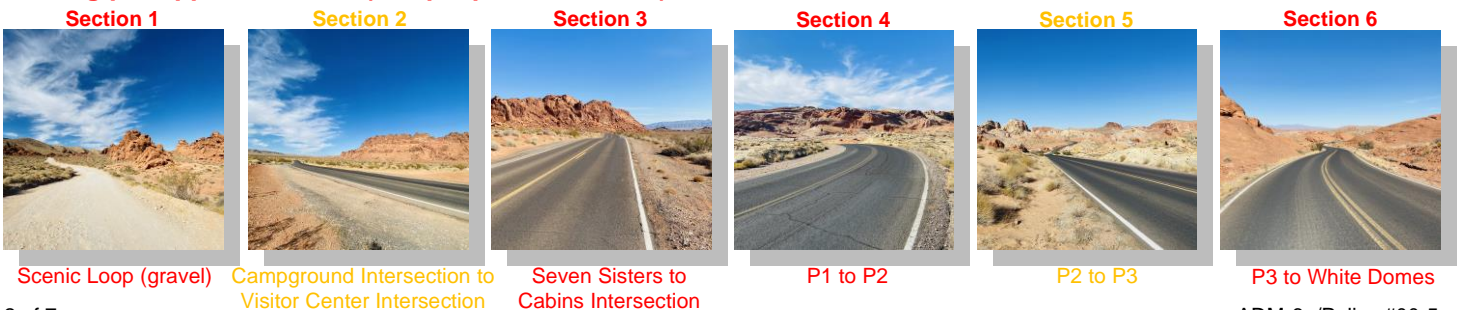 Section 1
Section 2
Section 3
Section 4
Section 5
Section 6
Scenic Loop (gravel)
Campground Intersection to
Visitor Center Intersection
Seven Sisters to
Cabins Intersection
P1 to P2
P2 to P3
P3 to White Domes